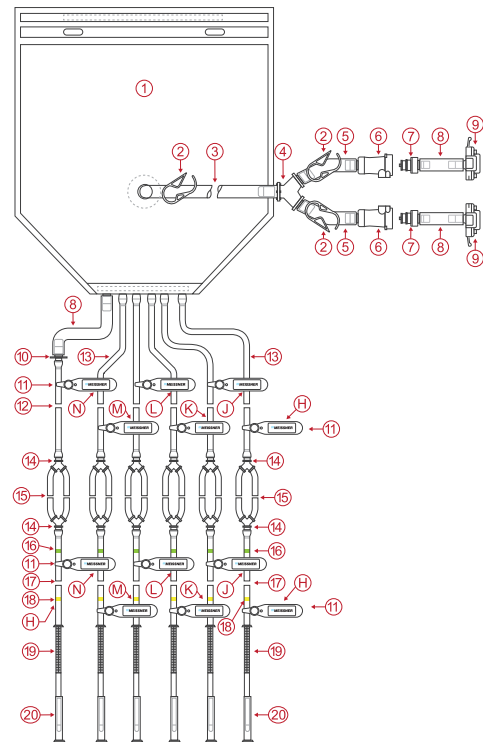 1
2 3 4 2 5 6 7 8 9
2 5 6 7 8 9
8
10 13 13
11 MEISSNER MEISSNER MEISSNER
12 N L J
M MEISSNER K MEISSNER H MEISSNER 11
14 14
15 15
14 14
16 16
11 MEISSNER MEISSNER MEISSNER
17 N M L K J 17 H
18 MEISSNER MEISSNER MEISSNER 11
H 18
19 19
20 20